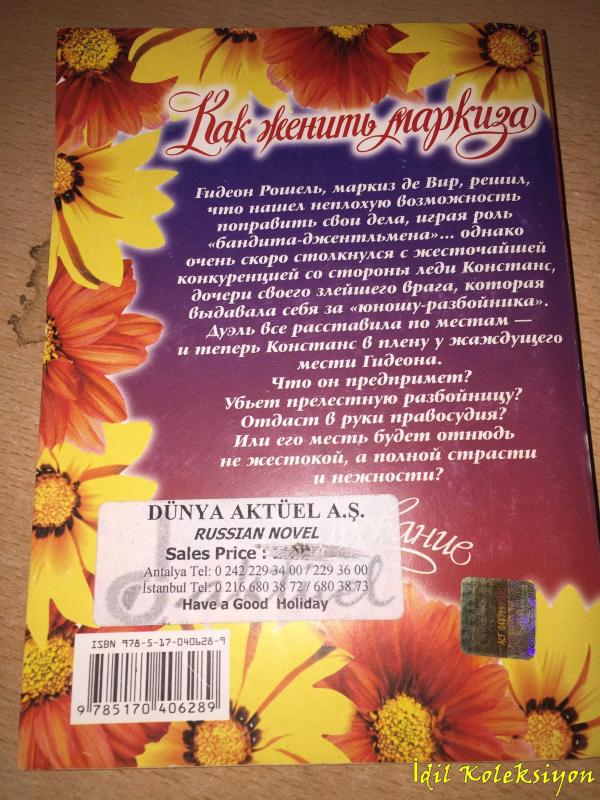 Как женить маркиза
Гидеон Рошель, маркиз де Вир, решил,
что нашел неплохую возможность
поправить свои дела, играя роль
«бандита-джентльмена»... однако
очень скоро столкнулся с жесточайшей
конкуренцией со стороны леди Констанс,
дочери своего злейшего врага, которая
выдавала себя за «юношу-разбойника».
Дуэль все расставила по местам —
и теперь Констанс в плену у жаждущего
мести Гидеона.
Что он предпримет?
Убьет прелестную разбойницу?
Отдаст в руки правосудия?
Или его месть будет отнюдь
не жестокой, а полной страсти
и нежности?
DÜNYA AKTÜEL A.Ş.
RUSSIAN NOVEL
Sales Price :
Antalya Tel: 0 242 229 34 00 / 229 36 00
İstanbul Tel: 0 216 680 38 72 / 680 38 73
Have a Good Holiday
ISBN 978-5-17-040628-9
9 785170 406289
İdil Koleksiyon